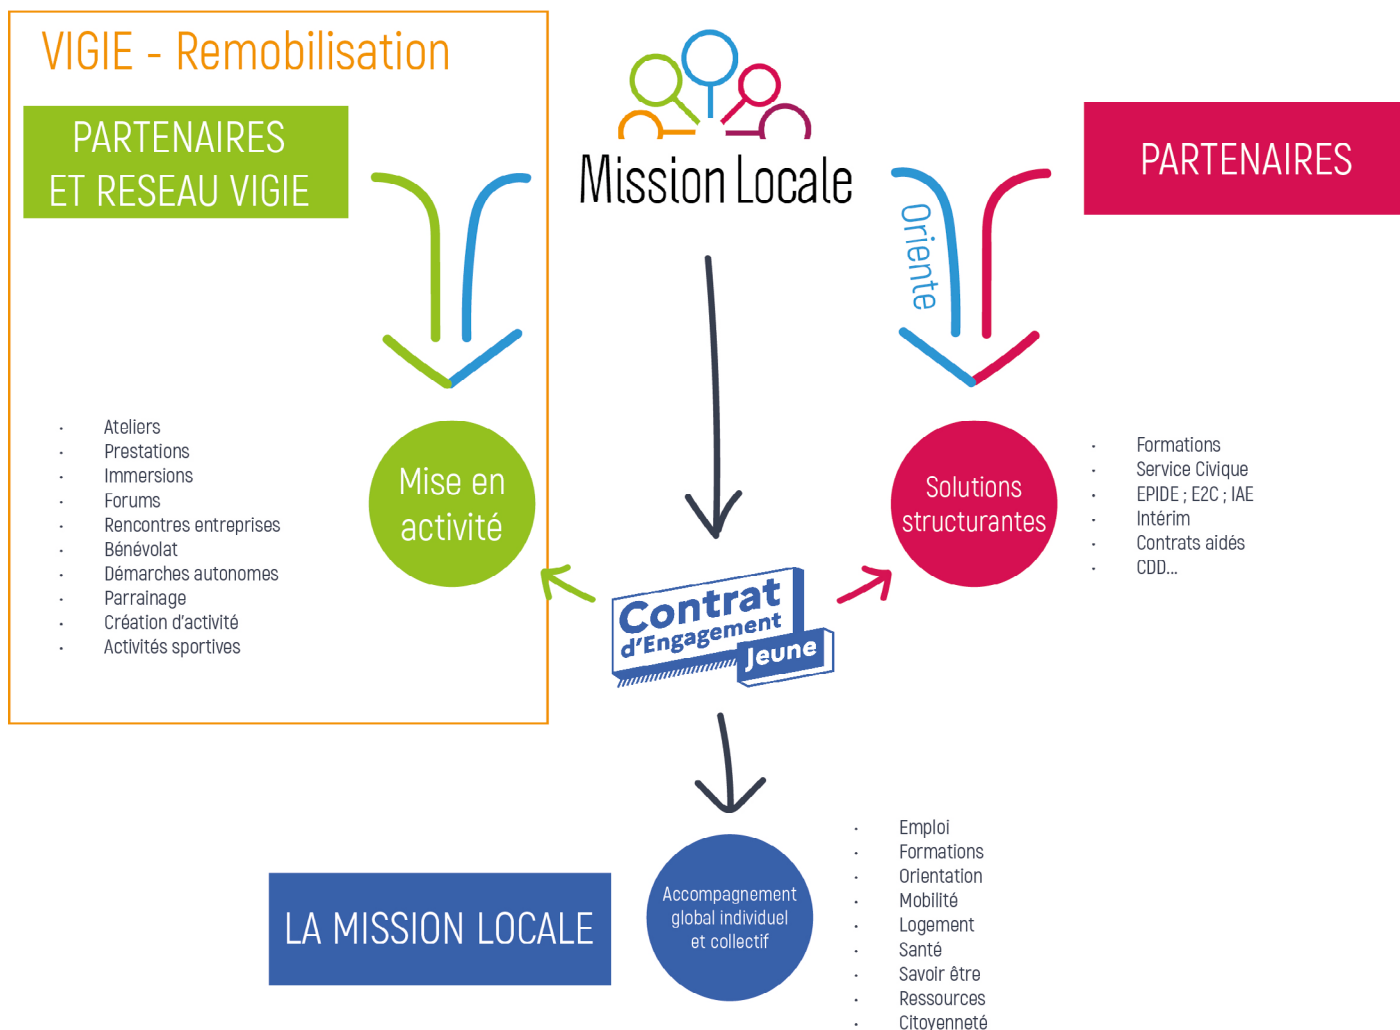 VIGIE - Remobilisation
PARTENAIRES
ET RESEAU VIGIE
Mission Locale
Oriente
PARTENAIRES
· Ateliers
· Prestations
· Immersions
· Forums
· Rencontres entreprises
· Bénévolat
· Démarches autonomes
· Parrainage
· Création d'activité
· Activités sportives
Mise en
activité
Solutions
structurantes
· Formations
· Service Civique
· EPIDE ; E2C ; IAE
· Intérim
· Contrats aidés
· CDD...
Contrat
d'Engagement
Jeune
LA MISSION LOCALE
Accompagnement
global individuel
et collectif
· Emploi
· Formations
· Orientation
· Mobilité
· Logement
· Santé
· Savoir être
· Ressources
· Citoyenneté